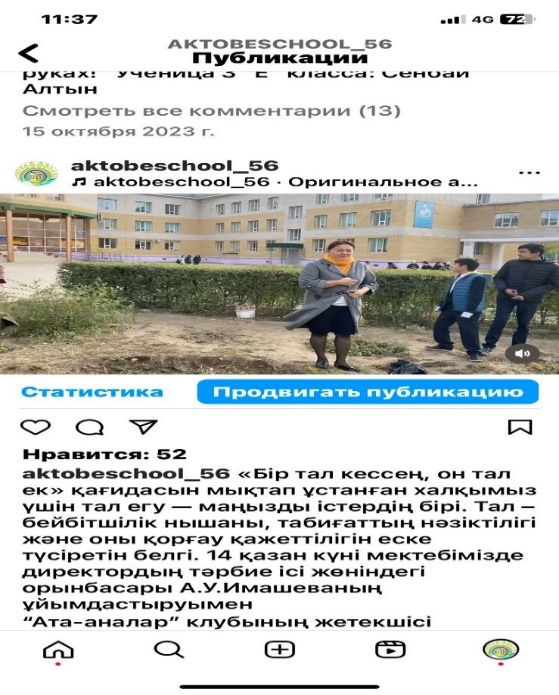 11:37
4G 72
AKTOBESCHOOL_56
Публикации
руках! Ученица 3 "Е" класса: Сенбай
Алтын
Смотреть все комментарии (13)
15 октября 2023 г.
aktobeschool_56
aktobeschool_56 · Оригинальное а...
Статистика
Продвигать публикацию
Нравится: 52
aktobeschool_56 «Бір тал кессең, он тал
ек» қағидасын мықтап ұстанған халқымыз
үшін тал егу — маңызды істердің бірі. Тал –
бейбітшілік нышаны, табиғаттың нәзіктілігі
және оны қорғау қажеттілігін еске
түсіретін белгі. 14 қазан күні мектебімізде
директордың тәрбие ісі жөніндегі
орынбасары А.У.Имашеваның
ұйымдастыруымен
“Ата-аналар” клубының жетекшісі